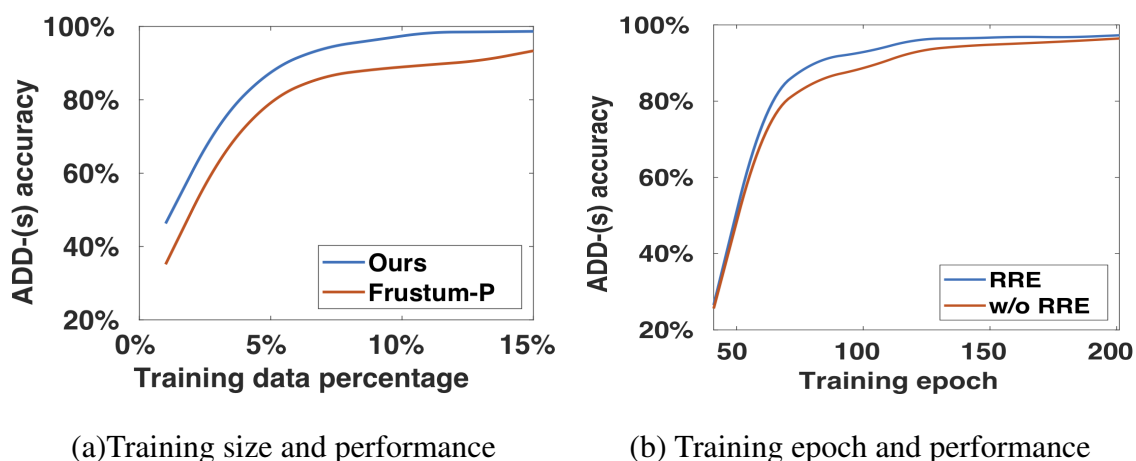 100%
80%
60%
40%
20%
ADD-(s) accuracy
Ours
Frustum-P
0%
5%
10%
15%
Training data percentage
(a)Training size and performance
100%
80%
60%
40%
20%
ADD-(s) accuracy
RRE
w/o RRE
50
100
150
200
Training epoch
(b) Training epoch and performance